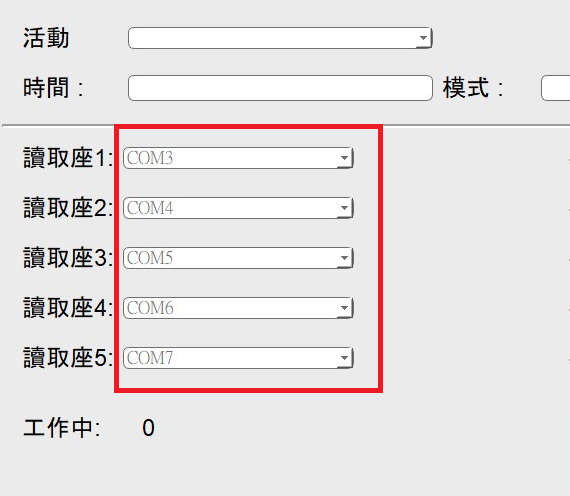 活動
時間 : 模式 :
讀取座1: COM3
讀取座2: COM4
讀取座3: COM5
讀取座4: COM6
讀取座5: COM7
工作中: 0